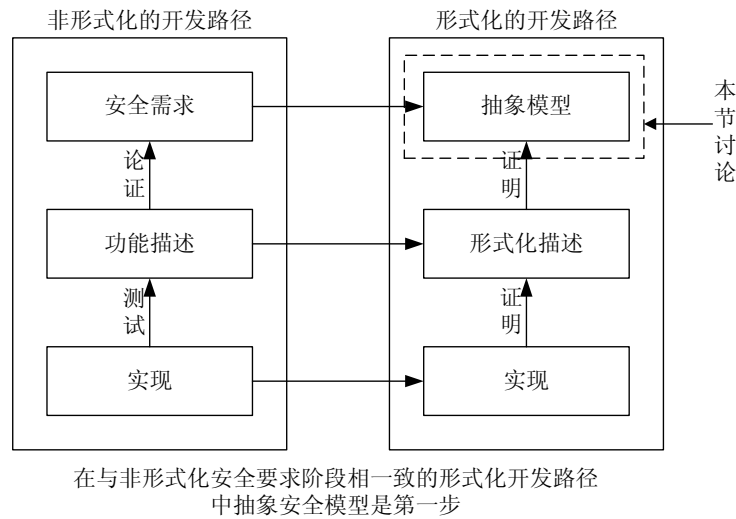 非形式化的开发路径
形式化的开发路径
安全需求
抽象模型
本节讨论
论证
证明
功能描述
形式化描述
测试
证明
实现
实现
在与非形式化安全要求阶段相一致的形式化开发路径
中抽象安全模型是第一步